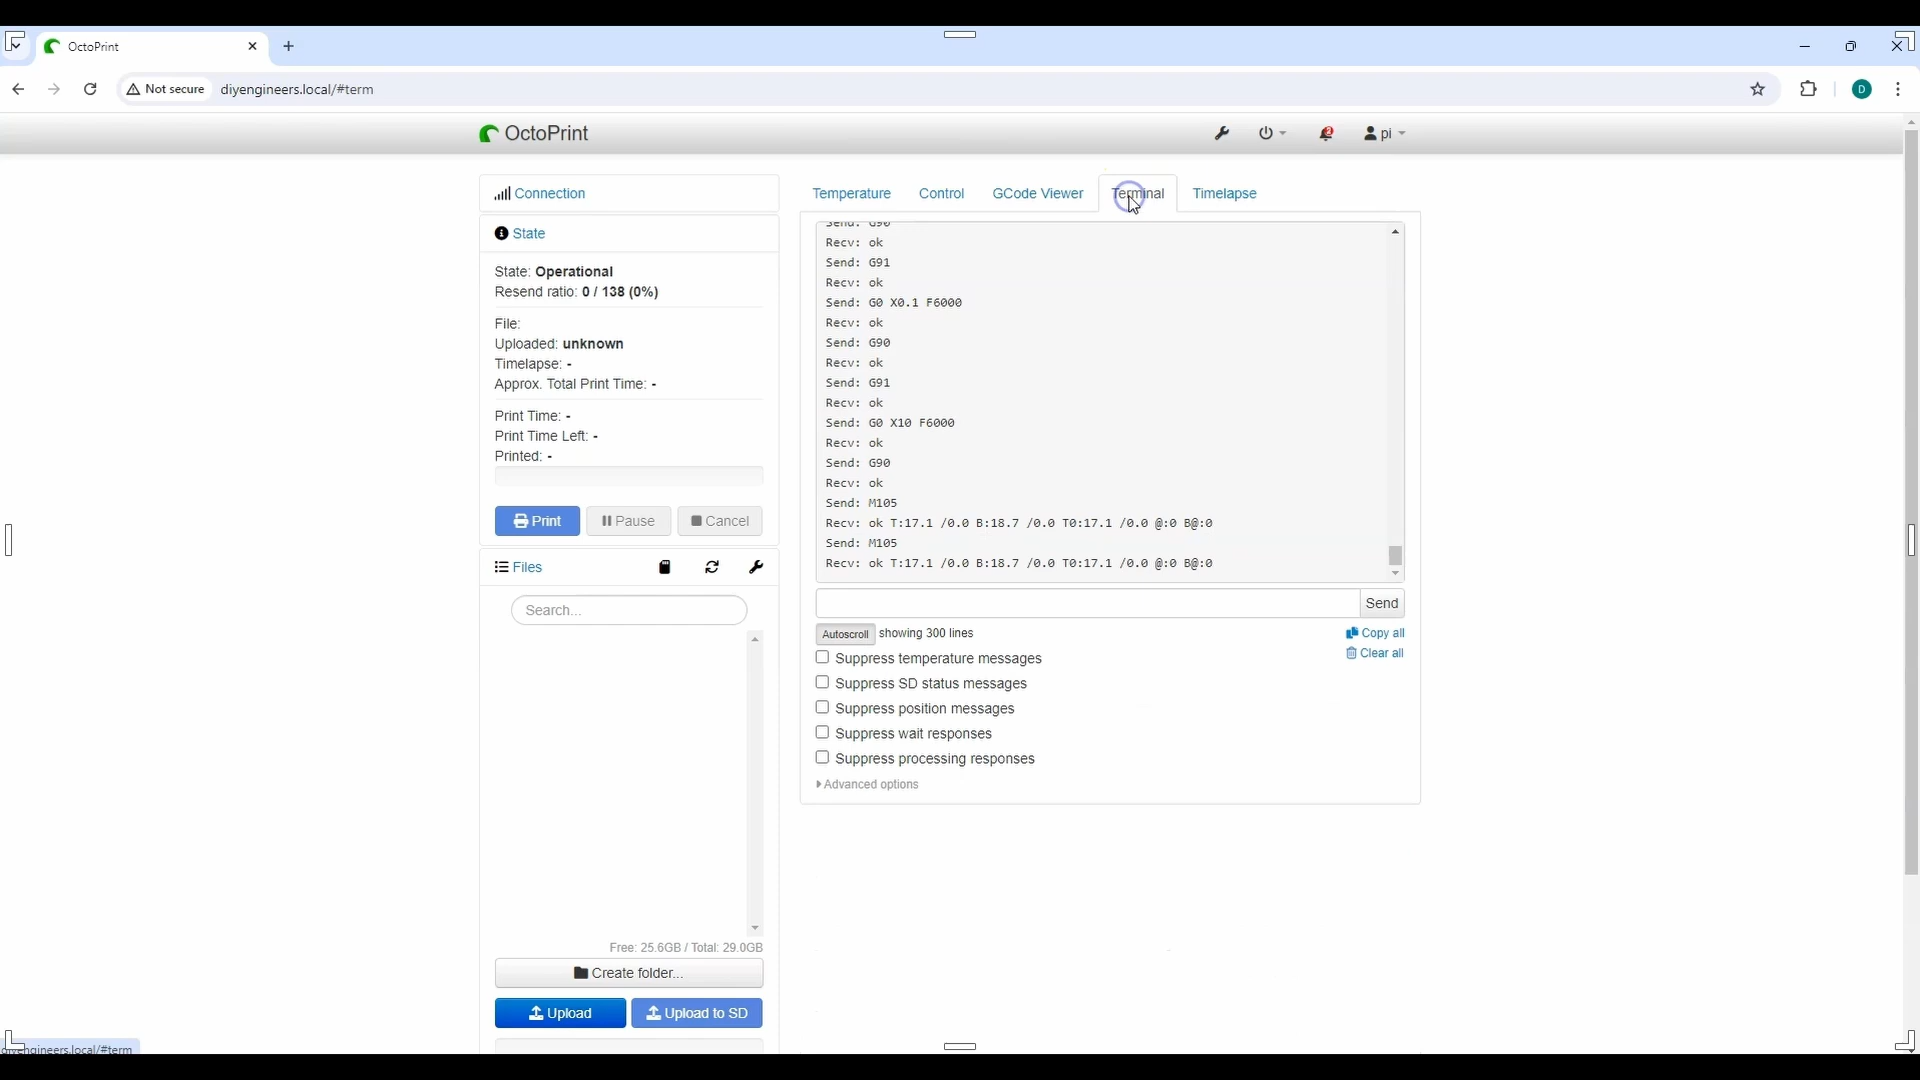 OctoPrint
Not secure diyengineers.local/#term D
OctoPrint
2
pi
Connection
State
State: Operational
Resend ratio: 0 / 138 (0%)
File:
Uploaded: unknown
Timelapse: -
Approx. Total Print Time: -
Print Time: -
Print Time Left: -
Printed: -
Print Pause Cancel
Files
Search...
Free: 25.6GB / Total: 29.0GB
Create folder...
Upload Upload to SD
Temperature Control GCode Viewer Terminal Timelapse
Send: G90
Recv: ok
Send: G91
Recv: ok
Send: G0 X0.1 F6000
Recv: ok
Send: G90
Recv: ok
Send: G91
Recv: ok
Send: G0 X10 F6000
Recv: ok
Send: G90
Recv: ok
Send: M105
Recv: ok T:17.1 /0.0 B:18.7 /0.0 T0:17.1 /0.0 @:0 B@:0
Send: M105
Recv: ok T:17.1 /0.0 B:18.7 /0.0 T0:17.1 /0.0 @:0 B@:0
Send
Autoscroll showing 300 lines Copy all
Clear all
Suppress temperature messages
Suppress SD status messages
Suppress position messages
Suppress wait responses
Suppress processing responses
Advanced options
diyengineers.local/#term